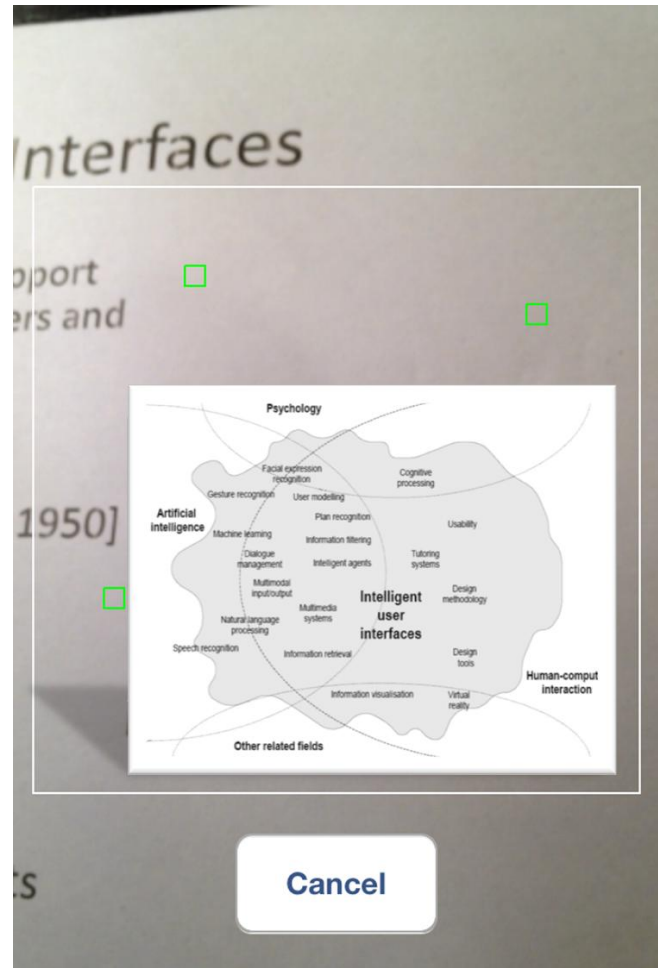 Interfaces
pport
ers and
1950]
Psychology
Facial expression
recognition
Cognitive
processing
Gesture recognition
User modelling
Artificial
intelligence
Plan recognition
Usability
Machine learning
Information filtering
Dialogue
management
Intelligent agents
Tutoring
systems
Multimodal
input/output
Intelligent
user
interfaces
Design
methodology
Multimedia
systems
Natural language
processing
Speech recognition
Information retrieval
Design
tools
Human-comput
interaction
Information visualisation
Virtual
reality
Other related fields
ts
Cancel